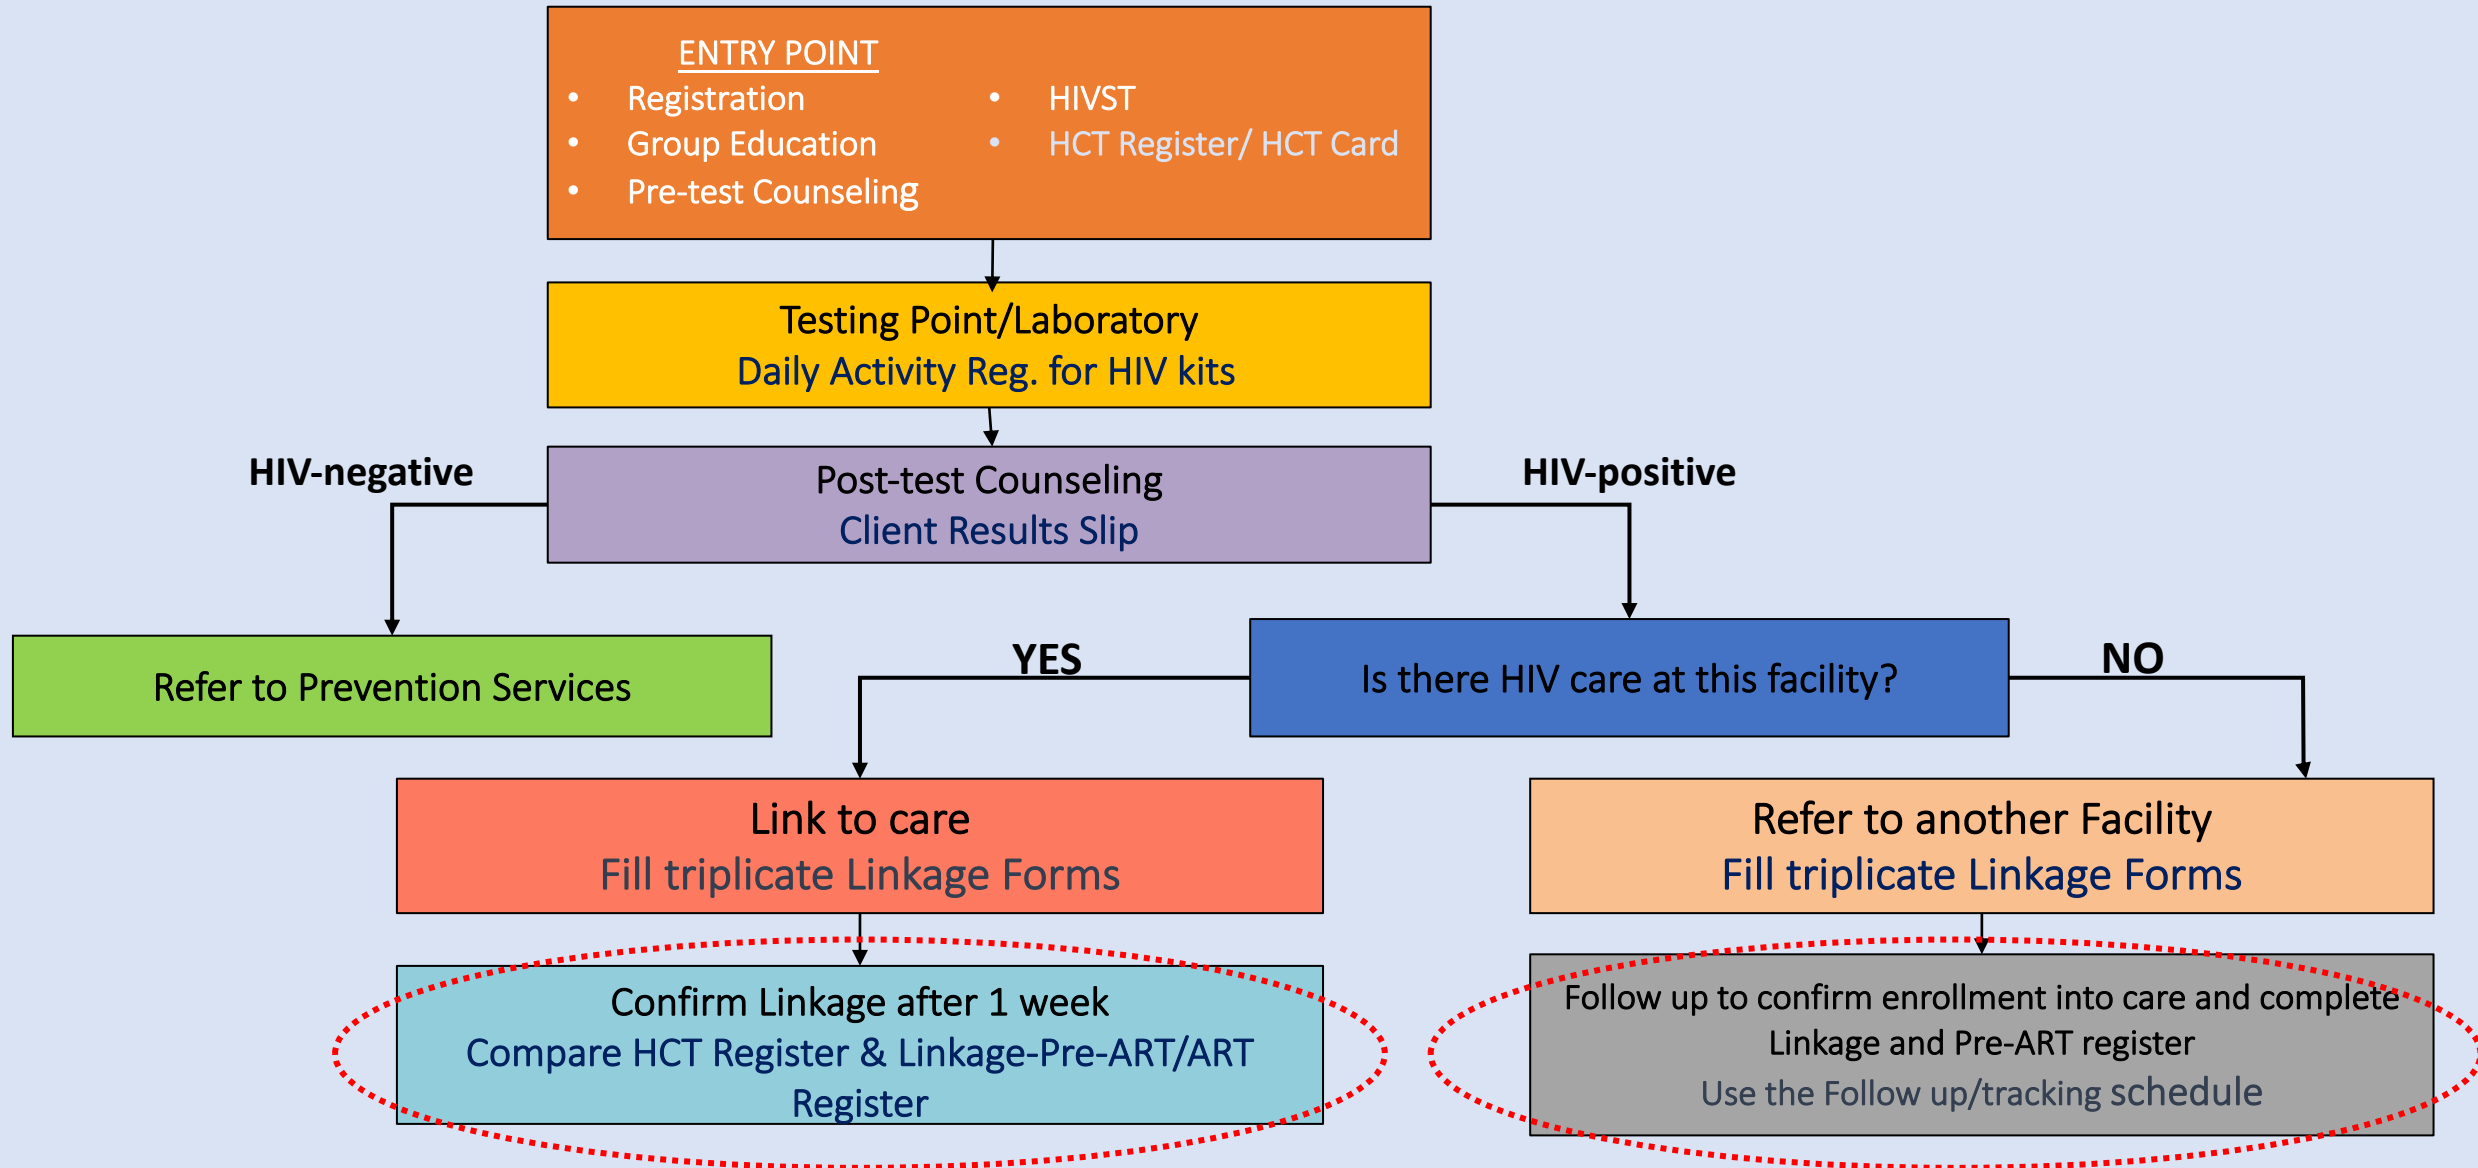 ENTRY POINT
• Registration
• Group Education
• Pre-test Counseling
• HIVST
• HCT Register/ HCT Card
Testing Point/Laboratory
Daily Activity Reg. for HIV kits
HIV-negative
Post-test Counseling
Client Results Slip
HIV-positive
Refer to Prevention Services
YES
Is there HIV care at this facility?
NO
Link to care
Fill triplicate Linkage Forms
Refer to another Facility
Fill triplicate Linkage Forms
Confirm Linkage after 1 week
Compare HCT Register & Linkage-Pre-ART/ART
Register
Follow up to confirm enrollment into care and complete
Linkage and Pre-ART register
Use the Follow up/tracking schedule